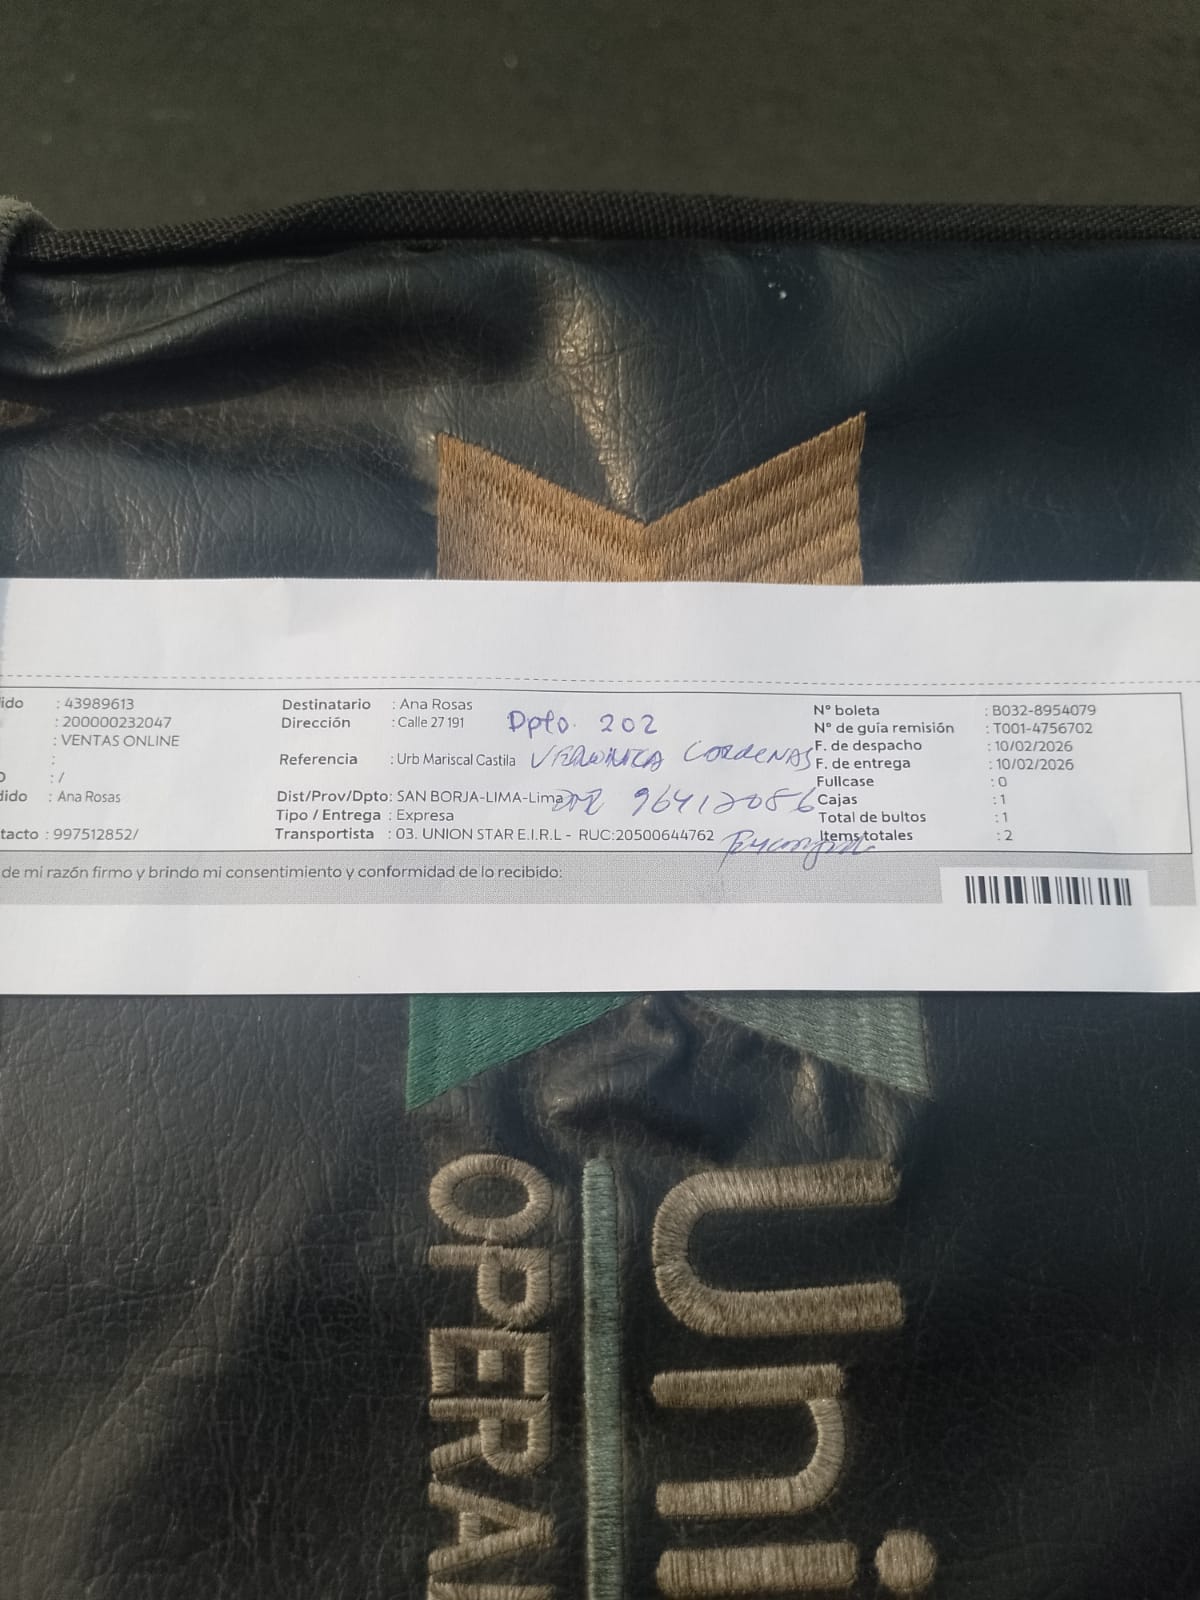 ido : 43989613
: 200000232047
: VENTAS ONLINE
:
: /
dido : Ana Rosas
tacto : 997512852/
Destinatario : Ana Rosas
Dirección : Calle 27 191 Dpto. 202
Referencia : Urb Mariscal Castila VERONICA CORDENAS
Dist/Prov/Dpto: SAN BORJA-LIMA-Lima 96412086
Tipo / Entrega : Expresa
Transportista : 03. UNION STAR E.I.R.L - RUC:20500644762
N° boleta : B032-8954079
N° de guía remisión : T001-4756702
F. de despacho : 10/02/2026
F. de entrega : 10/02/2026
Fullcase : 0
Cajas : 1
Total de bultos : 1
Items totales : 2
de mi razón firmo y brindo mi consentimiento y conformidad de lo recibido:
Uni
OPERA